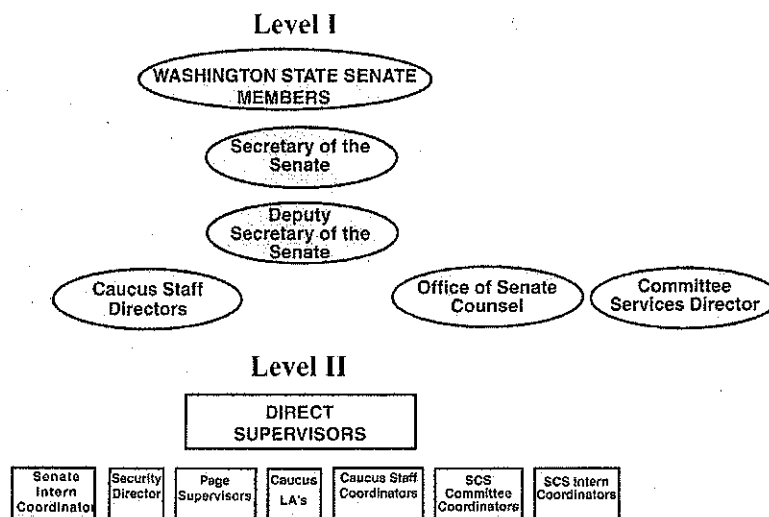 Level I
WASHINGTON STATE SENATE
MEMBERS
Secretary of the
Senate
Deputy
Secretary of the
Senate
Caucus Staff
Directors
Office of Senate
Counsel
Committee
Services Director
Level II
DIRECT
SUPERVISORS
Senate
Intern
Coordinator
Security
Director
Page
Supervisors
Caucus
LA's
Caucus Staff
Coordinators
SCS
Committee
Coordinators
SCS Intern
Coordinators